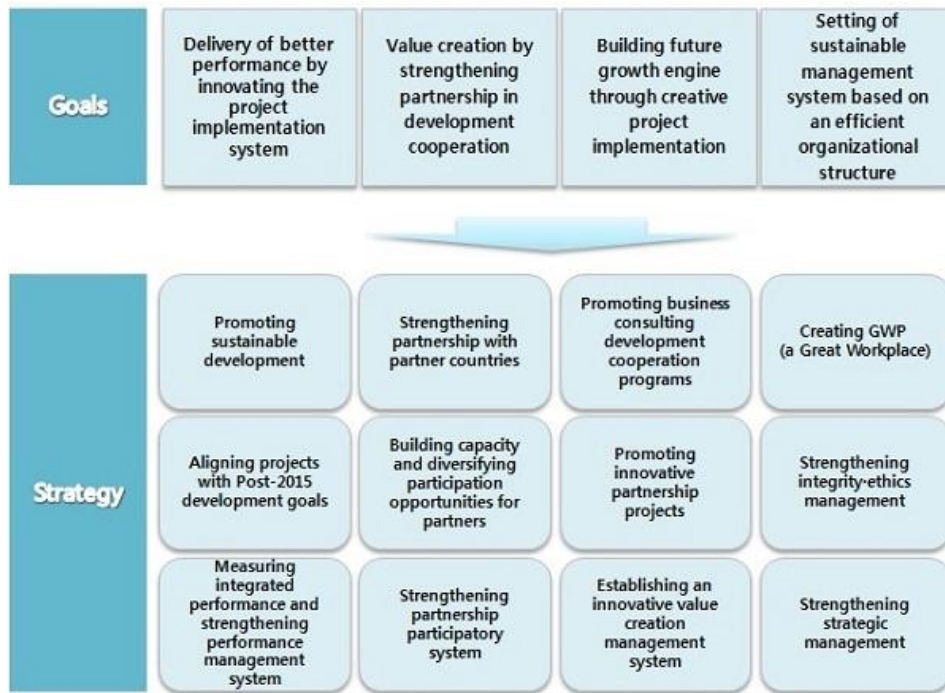 Goals
Delivery of better
performance by
innovating the
project
implementation
system
Value creation by
strengthening
partnership in
development
cooperation
Building future
growth engine
through creative
project
implementation
Setting of
sustainable
management
system based on
an efficient
organizational
structure
Strategy
Promoting
sustainable
development
Strengthening
partnership with
partner countries
Promoting business
consulting
development
cooperation
programs
Creating GWP
(a Great Workplace)
Aligning projects
with Post-2015
development goals
Building capacity
and diversifying
participation
opportunities for
partners
Promoting
innovative
partnership
projects
Strengthening
integrity·ethics
management
Measuring
integrated
performance and
strengthening
performance
management
system
Strengthening
partnership
participatory
system
Establishing an
innovative value
creation
management
system
Strengthening
strategic
management